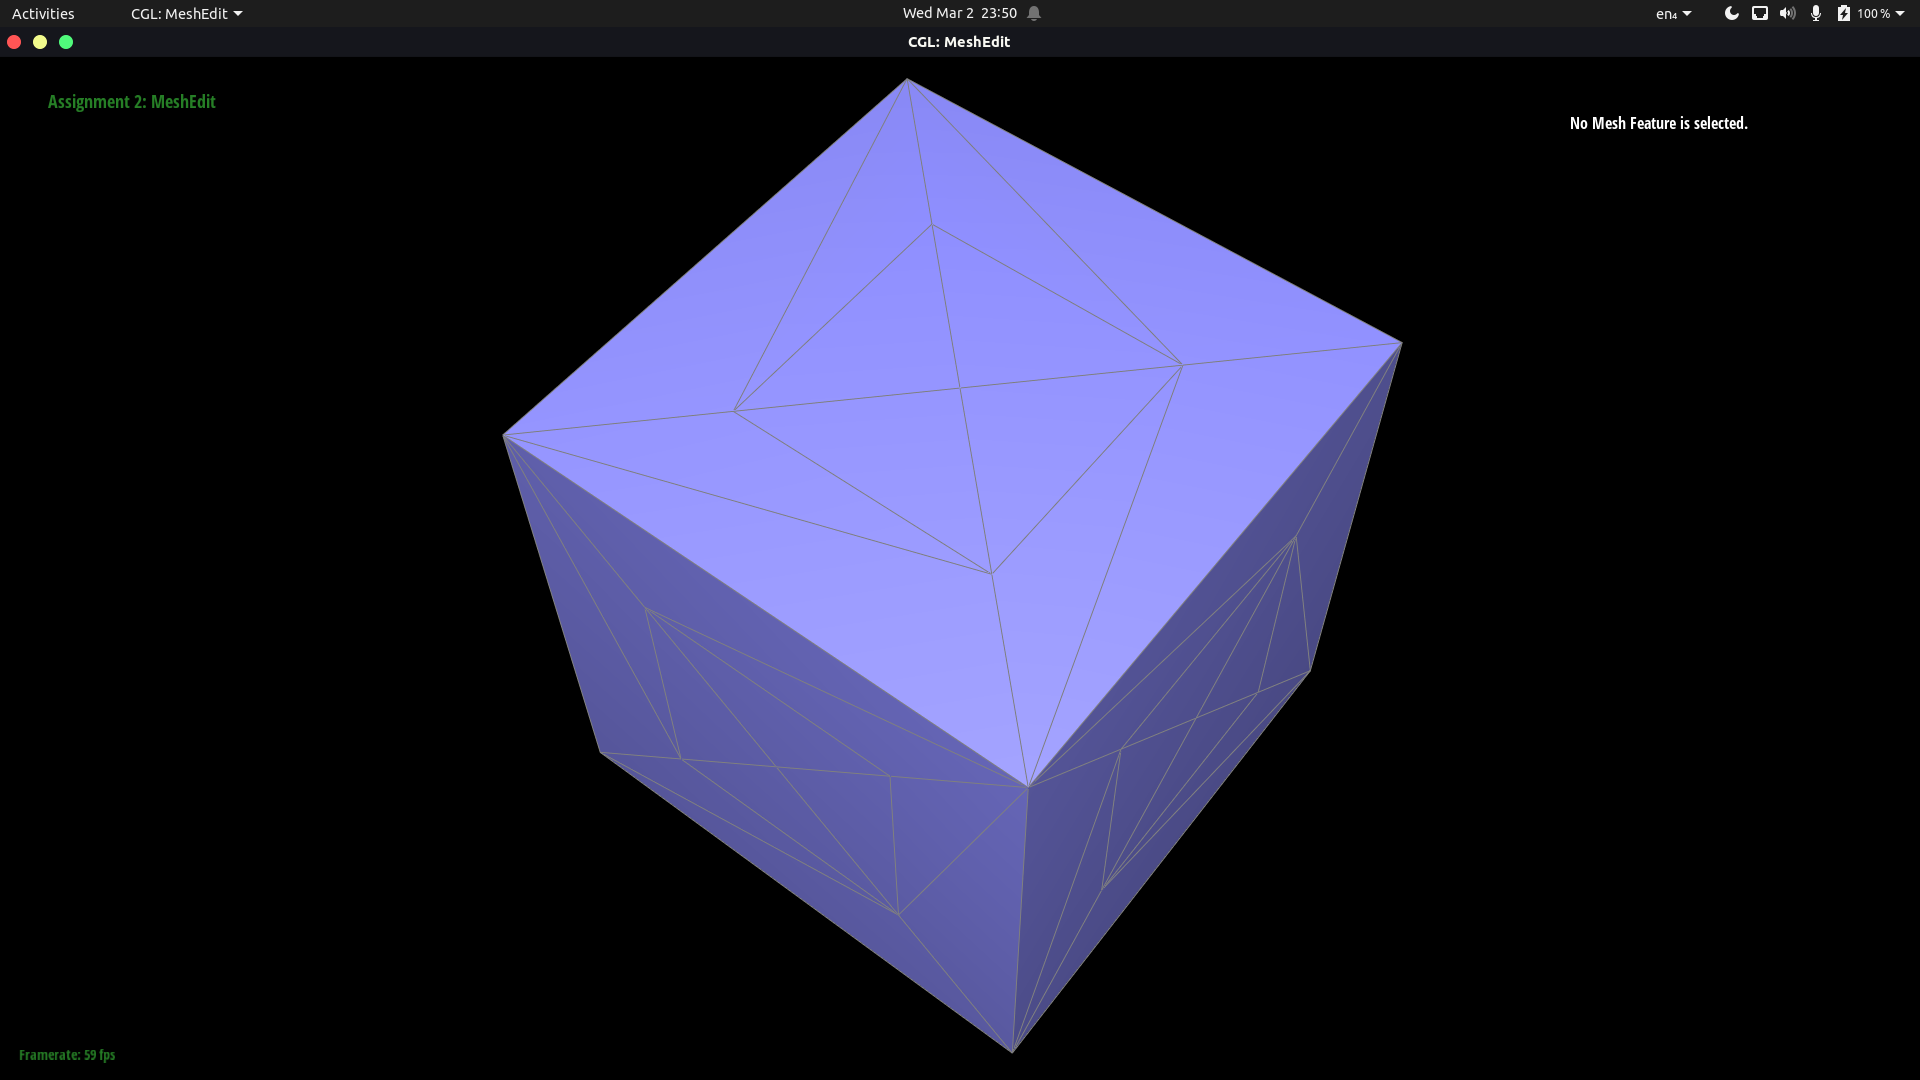 Activities
CGL: MeshEdit
Wed Mar 2 23:50
en₄
100 %
CGL: MeshEdit
Assignment 2: MeshEdit
No Mesh Feature is selected.
Framerate: 59 fps